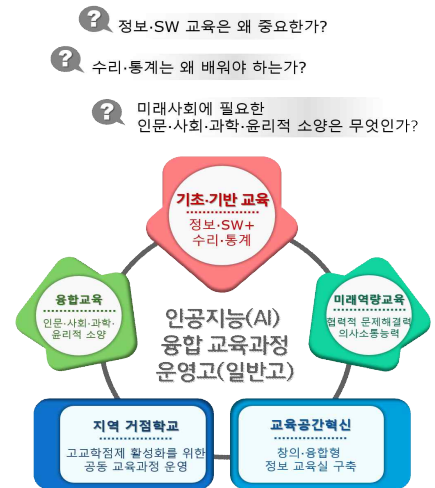 ?
정보·SW 교육은 왜 중요한가?
?
수리·통계는 왜 배워야 하는가?
?
미래사회에 필요한
인문·사회·과학·윤리적 소양은 무엇인가?
기초·기반 교육
정보·SW+
수리·통계
융합교육
인문·사회·과학·
윤리적 소양
미래역량교육
협력적 문제해결력
의사소통능력
인공지능(AI)
융합 교육과정
운영고(일반고)
지역 거점학교
고교학점제 활성화를 위한
공동 교육과정 운영
교육공간혁신
창의·융합형
정보 교육실 구축